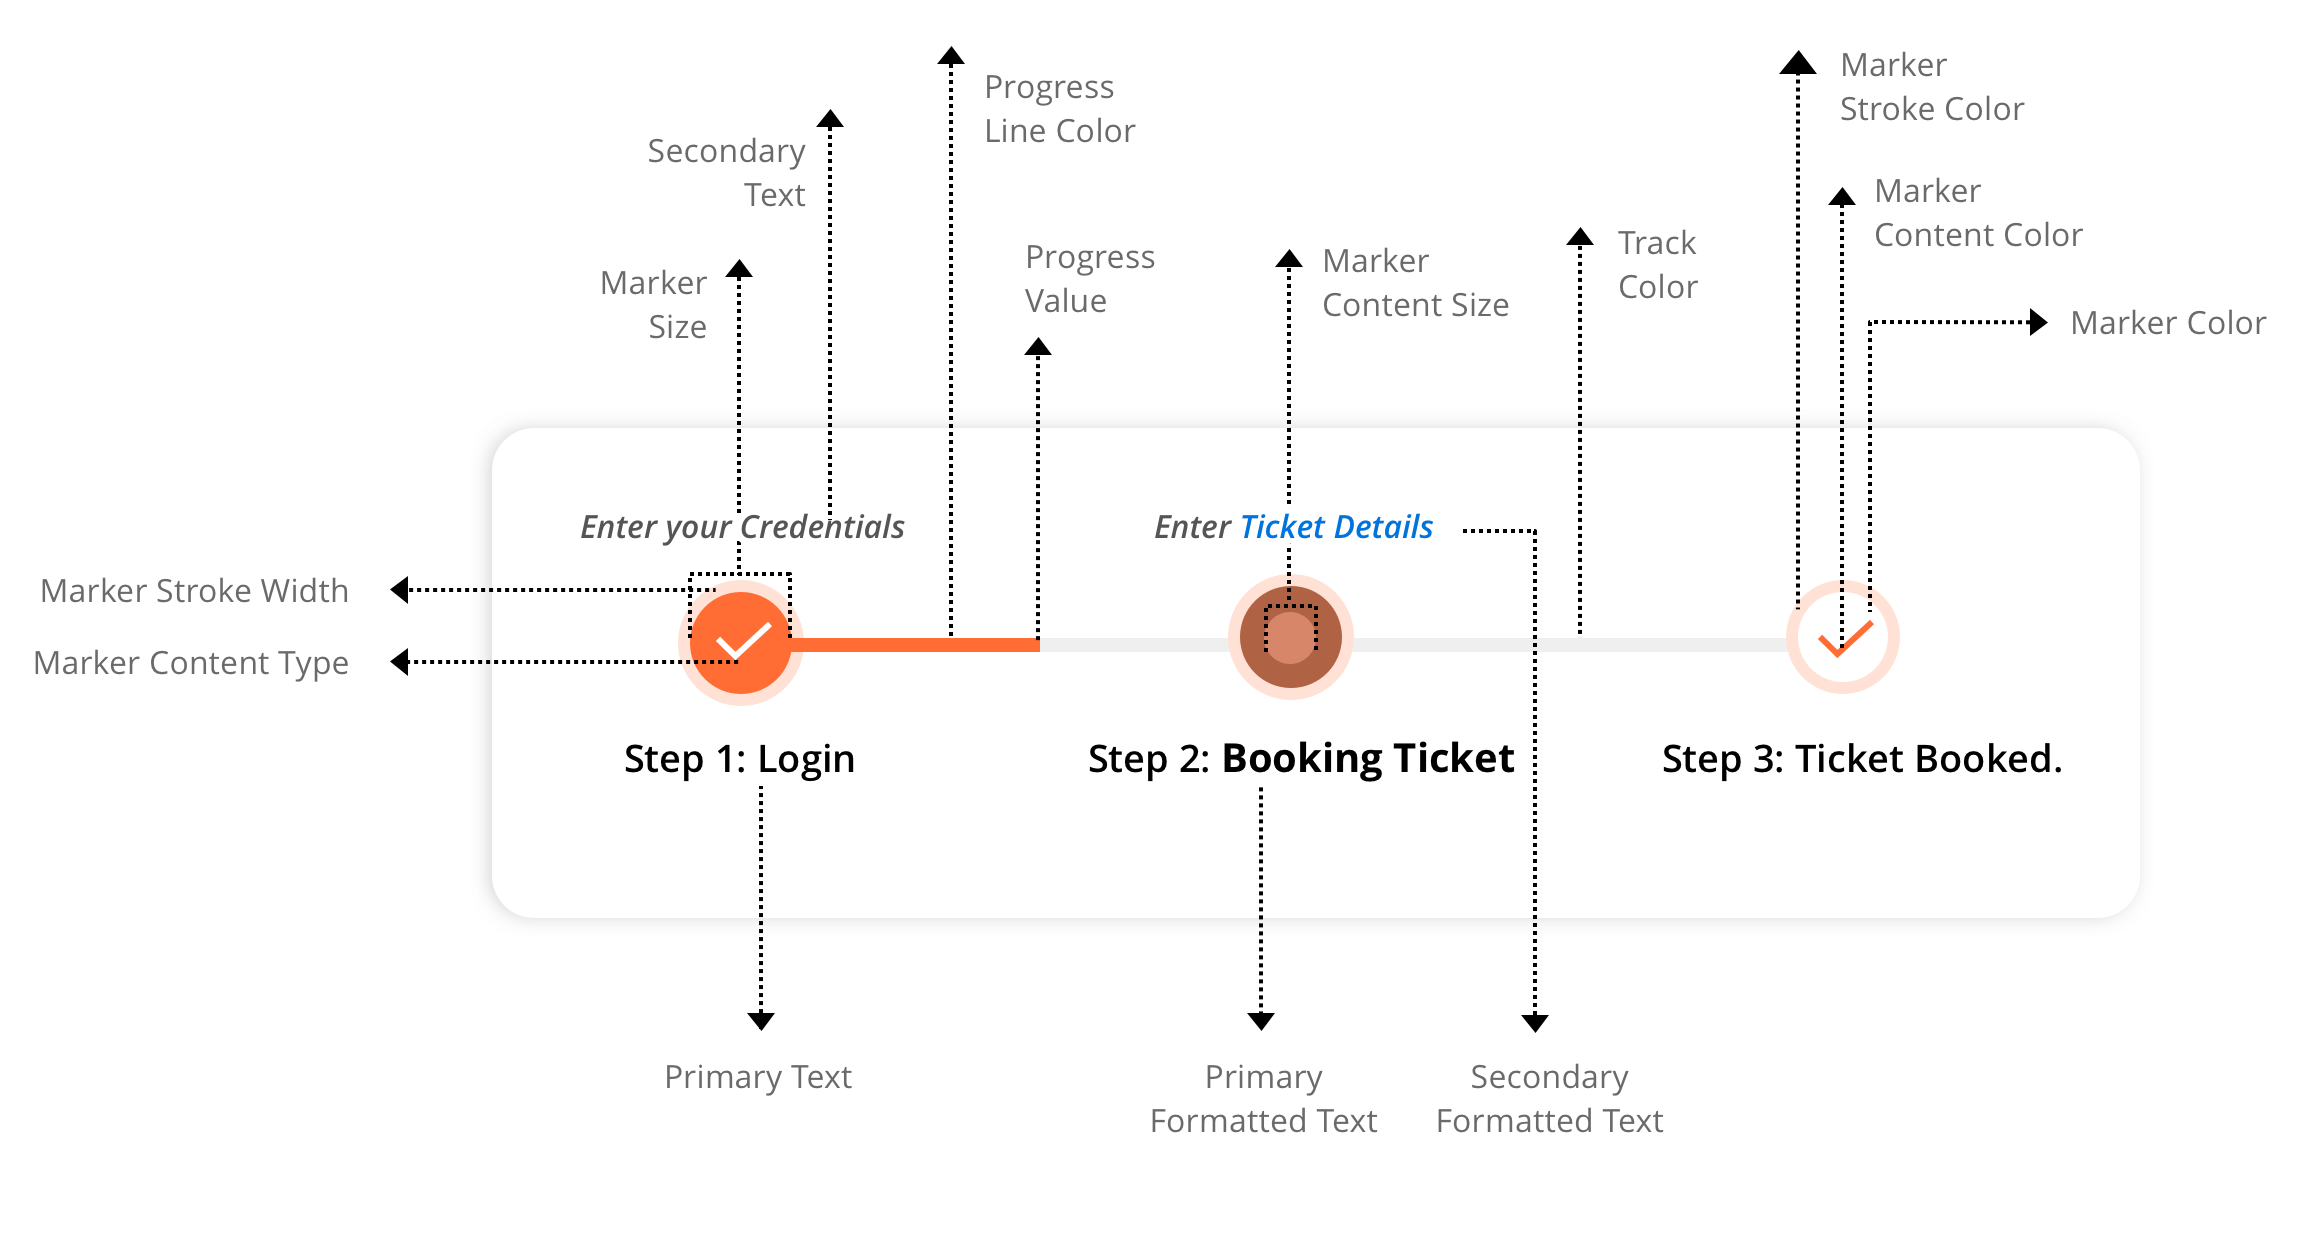 Marker
Stroke Color
Progress
Line Color
Secondary
Text
Marker
Content Color
Track
Color
Progress
Value
Marker
Content Size
Marker
Size
Marker Color
Enter your Credentials
Enter Ticket Details
Marker Stroke Width
Marker Content Type
Step 1: Login
Step 2: Booking Ticket
Step 3: Ticket Booked.
Primary Text
Primary
Formatted Text
Secondary
Formatted Text